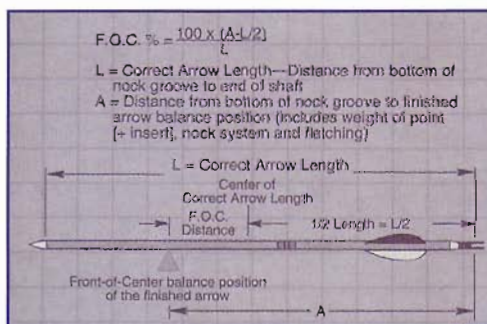 F.O.C. % = 100 x (A-L/2)
L
L = Correct Arrow Length—Distance from bottom of
nock groove to end of shaft
A = Distance from bottom of nock groove to finished
arrow balance position (includes weight of point
[+ insert], nock system and fletching)
L = Correct Arrow Length
Center of
Correct Arrow Length
F.O.C.
Distance
1/2 Length = L/2
Front-of-Center balance position
of the finished arrow
A